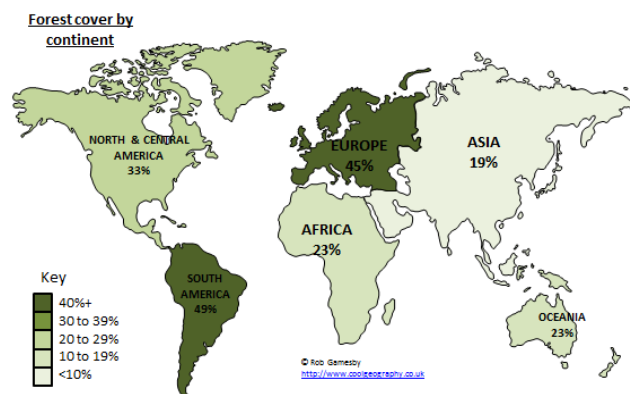 Forest cover by
continent
NORTH & CENTRAL
AMERICA
33%
EUROPE
45%
ASIA
19%
AFRICA
23%
SOUTH
AMERICA
49%
OCEANIA
23%
Key
40%+
30 to 39%
20 to 29%
10 to 19%
<10%
© Rob Gamesby
http://www.coolgeography.co.uk